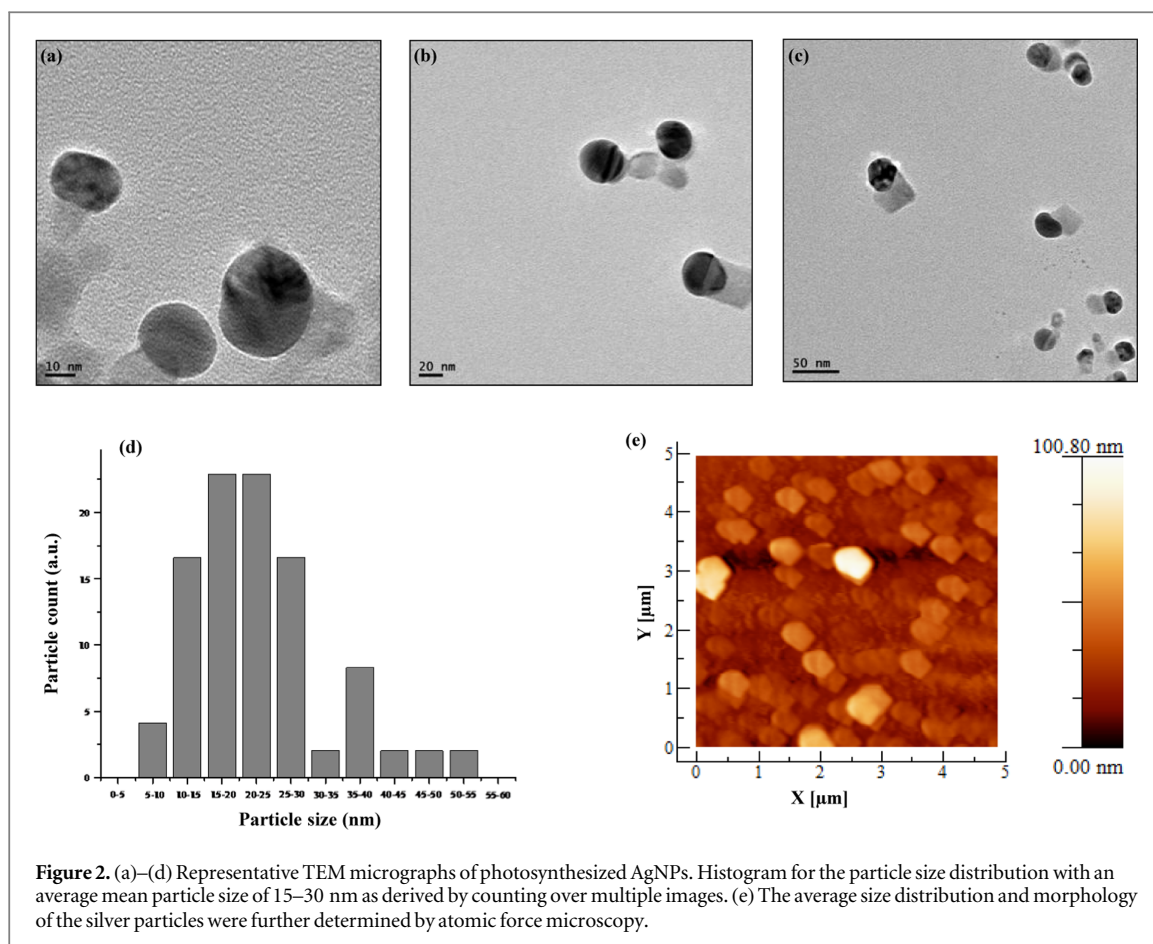 (a)
10 nm
(b)
20 nm
(c)
50 nm
(d)
Particle count (a.u.)
20
15
10
5
0
0-5 5-10 10-15 15-20 20-25 25-30 30-35 35-40 40-45 45-50 50-55 55-60
Particle size (nm)
(e)
Y [µm]
5
4
3
2
1
0
0 1 2 3 4 5
X [µm]
100.80 nm
0.00 nm
Figure 2. (a)–(d) Representative TEM micrographs of photosynthesized AgNPs. Histogram for the particle size distribution with an
average mean particle size of 15–30 nm as derived by counting over multiple images. (e) The average size distribution and morphology
of the silver particles were further determined by atomic force microscopy.